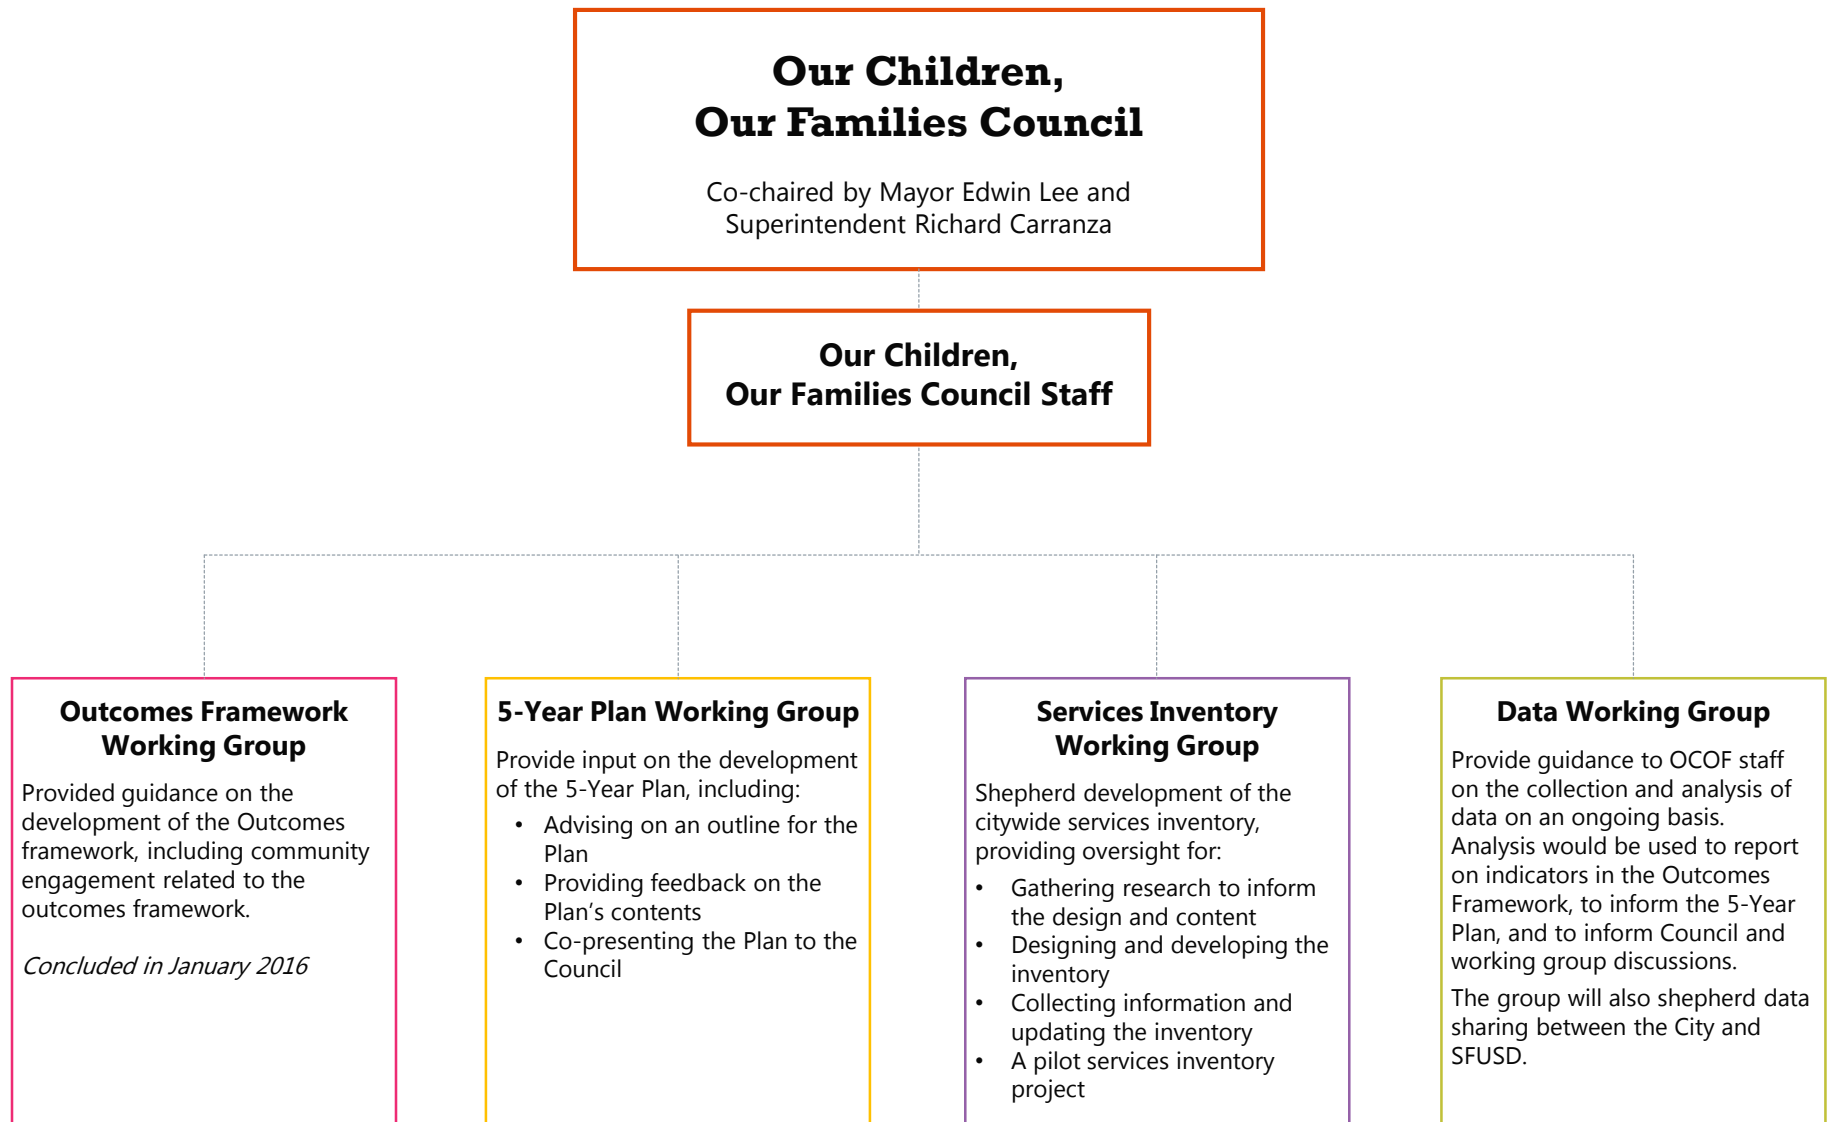 Our Children,
Our Families Council
Co-chaired by Mayor Edwin Lee and
Superintendent Richard Carranza
Our Children,
Our Families Council Staff
Outcomes Framework
Working Group
Provided guidance on the
development of the Outcomes
framework, including community
engagement related to the
outcomes framework.
Concluded in January 2016
5-Year Plan Working Group
Provide input on the development
of the 5-Year Plan, including:
• Advising on an outline for the
Plan
• Providing feedback on the
Plan’s contents
• Co-presenting the Plan to the
Council
Services Inventory
Working Group
Shepherd development of the
citywide services inventory,
providing oversight for:
• Gathering research to inform
the design and content
• Designing and developing the
inventory
• Collecting information and
updating the inventory
• A pilot services inventory
project
Data Working Group
Provide guidance to OCOF staff
on the collection and analysis of
data on an ongoing basis.
Analysis would be used to report
on indicators in the Outcomes
Framework, to inform the 5-Year
Plan, and to inform Council and
working group discussions.
The group will also shepherd data
sharing between the City and
SFUSD.